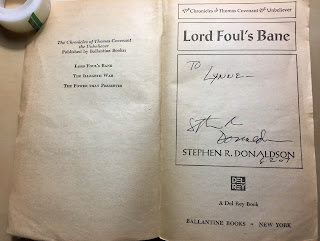 The Chronicles of Thomas Covenant
the Unbeliever
Published by Ballantine Books:
LORD FOUL'S BANE
THE ILLEARTH WAR
THE POWER THAT PRESERVES
The Chronicles of Thomas Covenant the Unbeliever
Lord Foul's Bane
TO LYNNE—
Stephen R Donaldson
STEPHEN R. DONALDSON
DEL
REY
A Del Rey Book
BALLANTINE BOOKS • NEW YORK